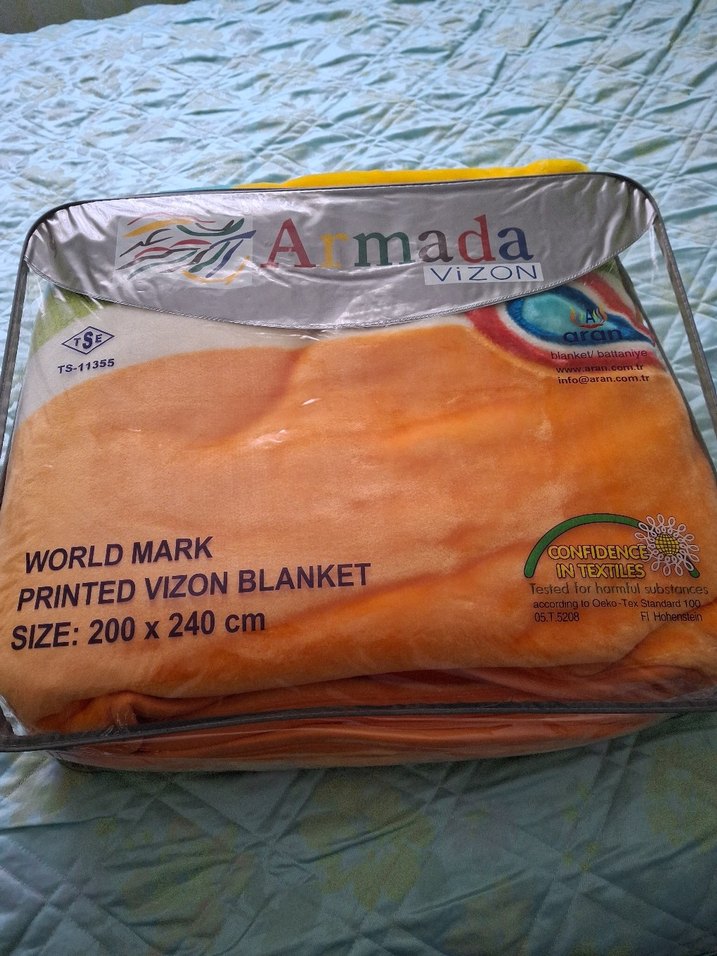 Armada
ViZON
TSE
TS-11355
aran
blanket/ battaniye
www.aran.com.tr
info@aran.com.tr
WORLD MARK
PRINTED VIZON BLANKET
SIZE: 200 x 240 cm
CONFIDENCE
IN TEXTILES
Tested for harmful substances
according to Oeko-Tex Standard 100
05.T.5208 FI Hohenstein